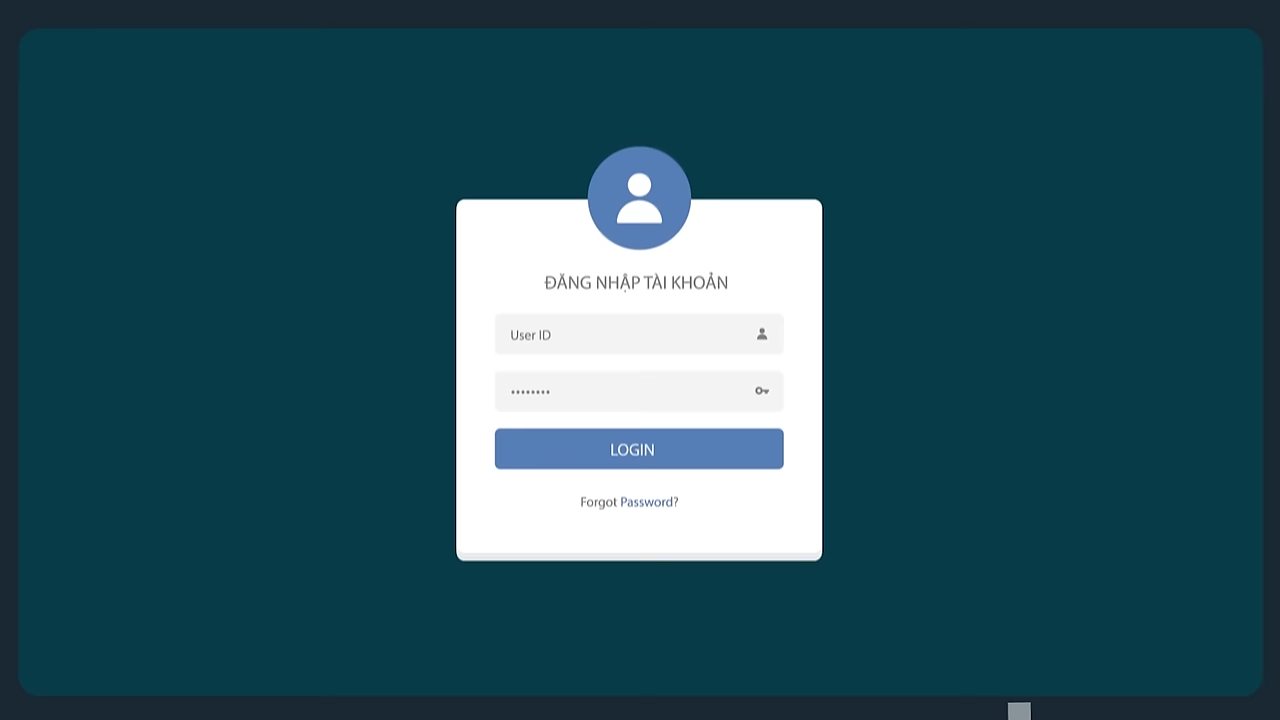 ĐĂNG NHẬP TÀI KHOẢN
User ID
••••••••
LOGIN
Forgot Password?